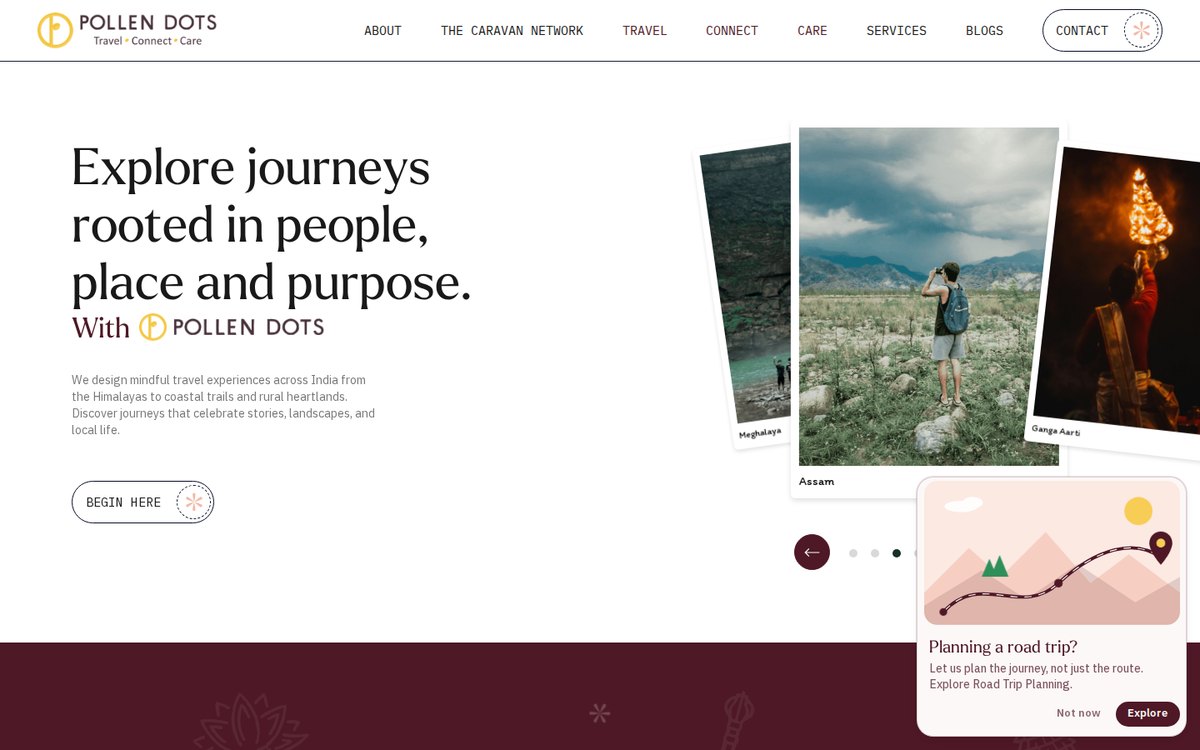 POLLEN DOTS
Travel • Connect • Care
ABOUT
THE CARAVAN NETWORK
TRAVEL
CONNECT
CARE
SERVICES
BLOGS
CONTACT
Explore journeys
rooted in people,
place and purpose.
With POLLEN DOTS
We design mindful travel experiences across India from
the Himalayas to coastal trails and rural heartlands.
Discover journeys that celebrate stories, landscapes, and
local life.
BEGIN HERE
Meghalaya
Assam
Ganga Aarti
Planning a road trip?
Let us plan the journey, not just the route.
Explore Road Trip Planning.
Not now
Explore